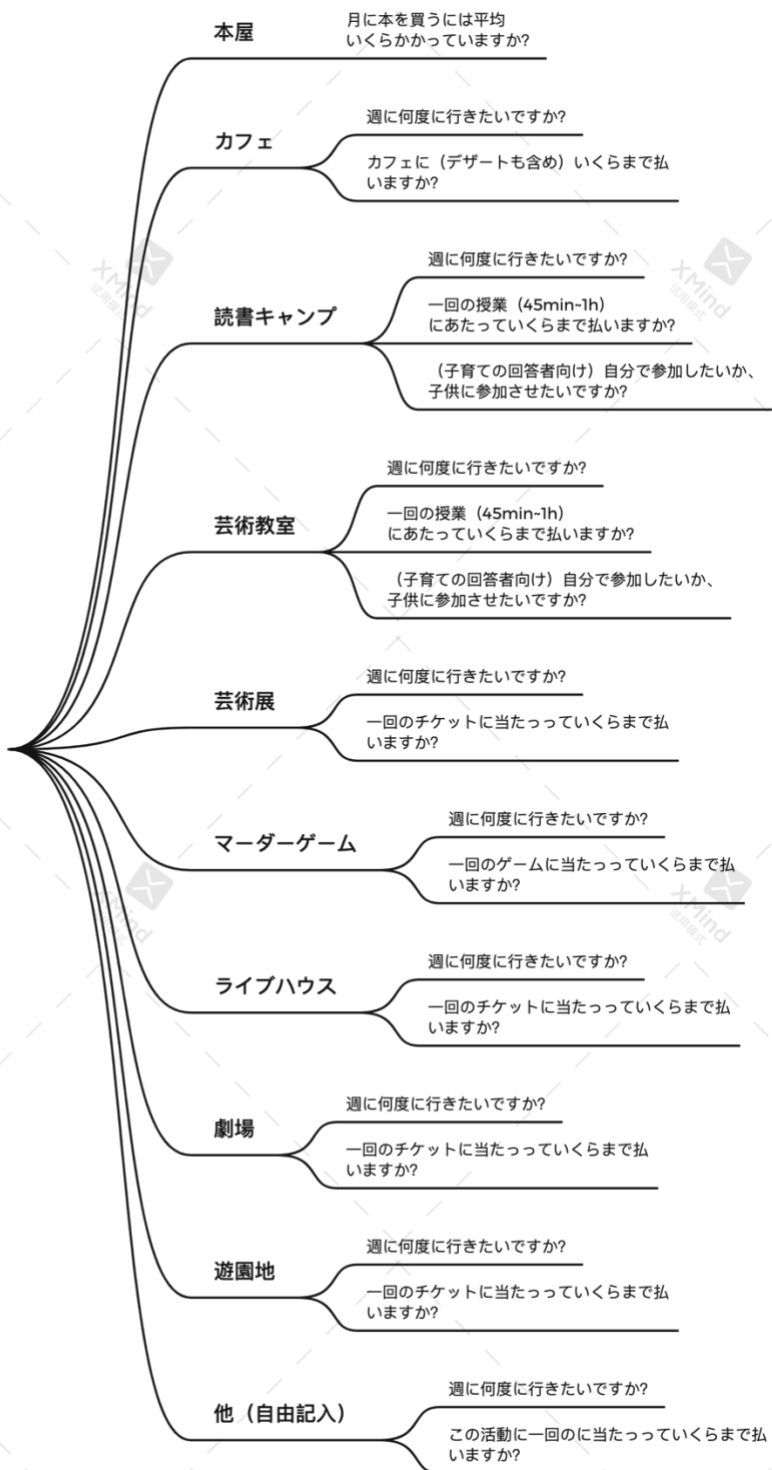 本屋
月に本を買うには平均
いくらかかっていますか?
カフェ
週に何度に行きたいですか?
カフェに（デザートも含め）いくらまで払
いますか?
読書キャンプ
週に何度に行きたいですか?
一回の授業（45min~1h）
にあたっていくらまで払いますか?
（子育ての回答者向け）自分で参加したいか、
子供に参加させたいですか?
芸術教室
週に何度に行きたいですか?
一回の授業（45min~1h）
にあたっていくらまで払いますか?
（子育ての回答者向け）自分で参加したいか、
子供に参加させたいですか?
芸術展
週に何度に行きたいですか?
一回のチケットに当たっっていくらまで払
いますか?
マーダーゲーム
週に何度に行きたいですか?
一回のゲームに当たっっていくらまで払
いますか?
ライブハウス
週に何度に行きたいですか?
一回のチケットに当たっっていくらまで払
いますか?
劇場
週に何度に行きたいですか?
一回のチケットに当たっっていくらまで払
いますか?
遊園地
週に何度に行きたいですか?
一回のチケットに当たっっていくらまで払
いますか?
他（自由記入）
週に何度に行きたいですか?
この活動に一回のに当たっっていくらまで払
いますか?
XMind
试用模式
XMind
试用模式
XMind
试用模式
XMind
试用模式